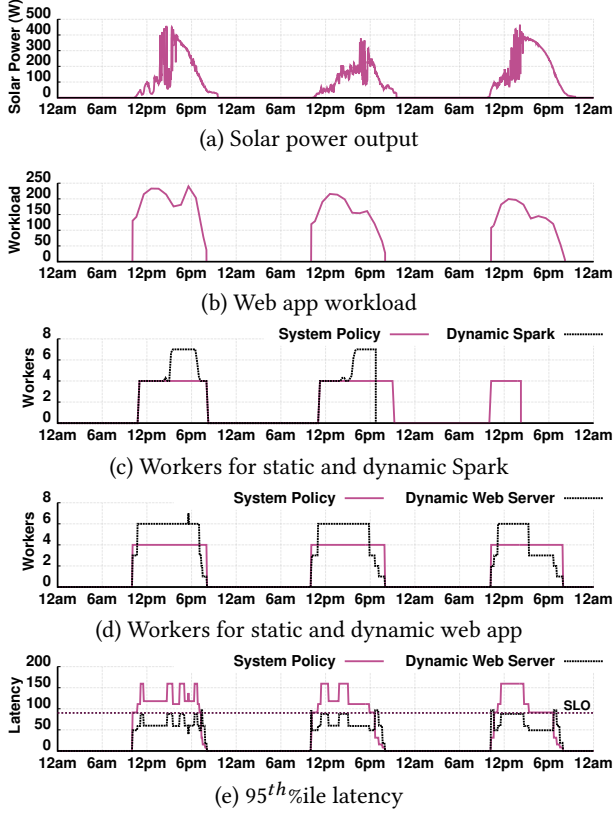 Solar Power (W)
500
400
300
200
100
0
12am 6am 12pm 6pm 12am 6am 12pm 6pm 12am 6am 12pm 6pm 12am
(a) Solar power output
Workload
250
200
150
100
50
0
12am 6am 12pm 6pm 12am 6am 12pm 6pm 12am 6am 12pm 6pm 12am
(b) Web app workload
System Policy Dynamic Spark
Workers
8
6
4
2
0
12am 6am 12pm 6pm 12am 6am 12pm 6pm 12am 6am 12pm 6pm 12am
(c) Workers for static and dynamic Spark
System Policy Dynamic Web Server
Workers
8
6
4
2
0
12am 6am 12pm 6pm 12am 6am 12pm 6pm 12am 6am 12pm 6pm 12am
(d) Workers for static and dynamic web app
System Policy Dynamic Web Server
Latency
200
150
100
50
0
SLO
12am 6am 12pm 6pm 12am 6am 12pm 6pm 12am 6am 12pm 6pm 12am
(e) 95th%ile latency